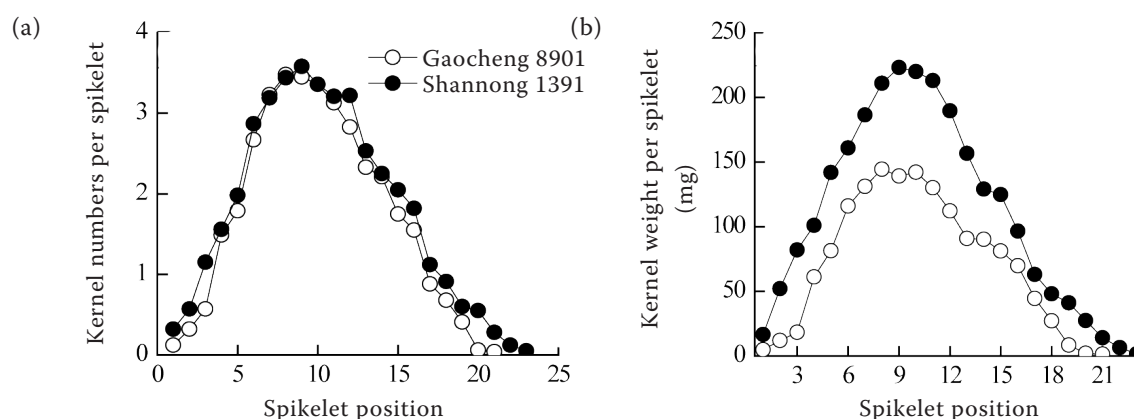 (a)
Kernel numbers per spikelet
4
3
2
1
0
0
5
10
15
20
25
Spikelet position
Gaocheng 8901
Shannong 1391
(b)
Kernel weight per spikelet
(mg)
250
200
150
100
50
0
3
6
9
12
15
18
21
Spikelet position